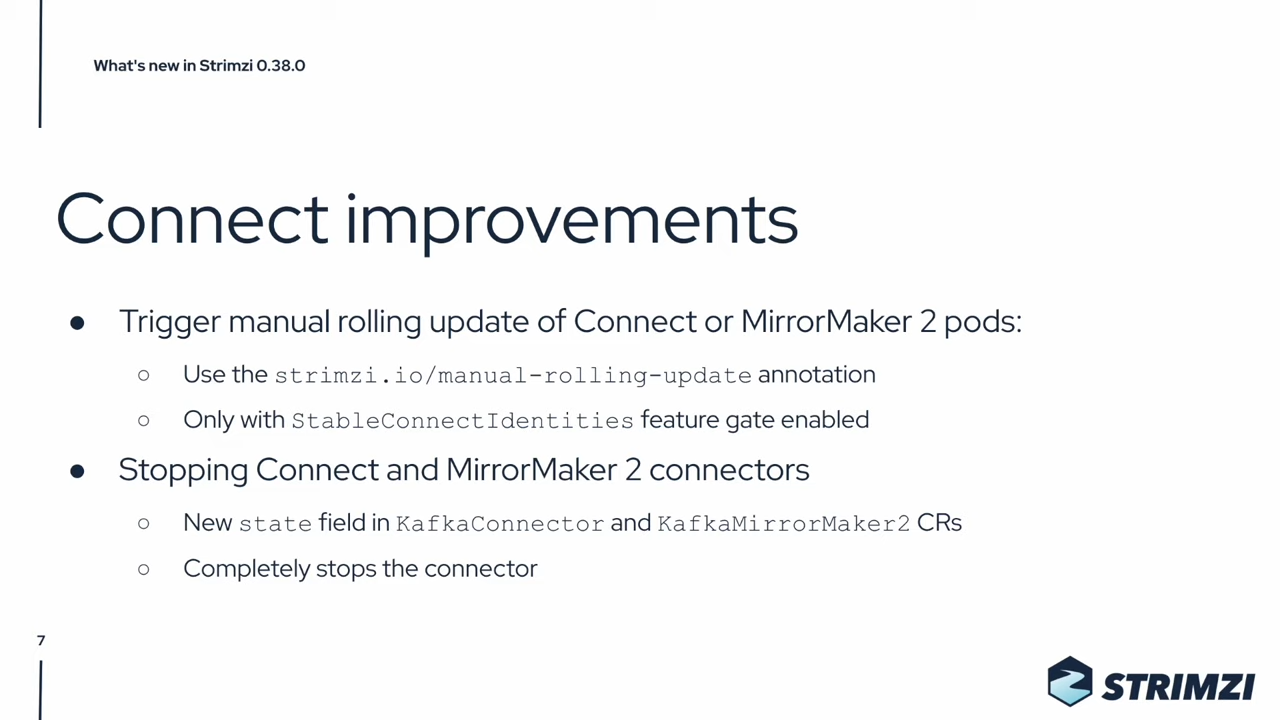 What's new in Strimzi 0.38.0
Connect improvements
● Trigger manual rolling update of Connect or MirrorMaker 2 pods:
○ Use the strimzi.io/manual-rolling-update annotation
○ Only with StableConnectIdentities feature gate enabled
● Stopping Connect and MirrorMaker 2 connectors
○ New state field in KafkaConnector and KafkaMirrorMaker2 CRs
○ Completely stops the connector
7
STRIMZI